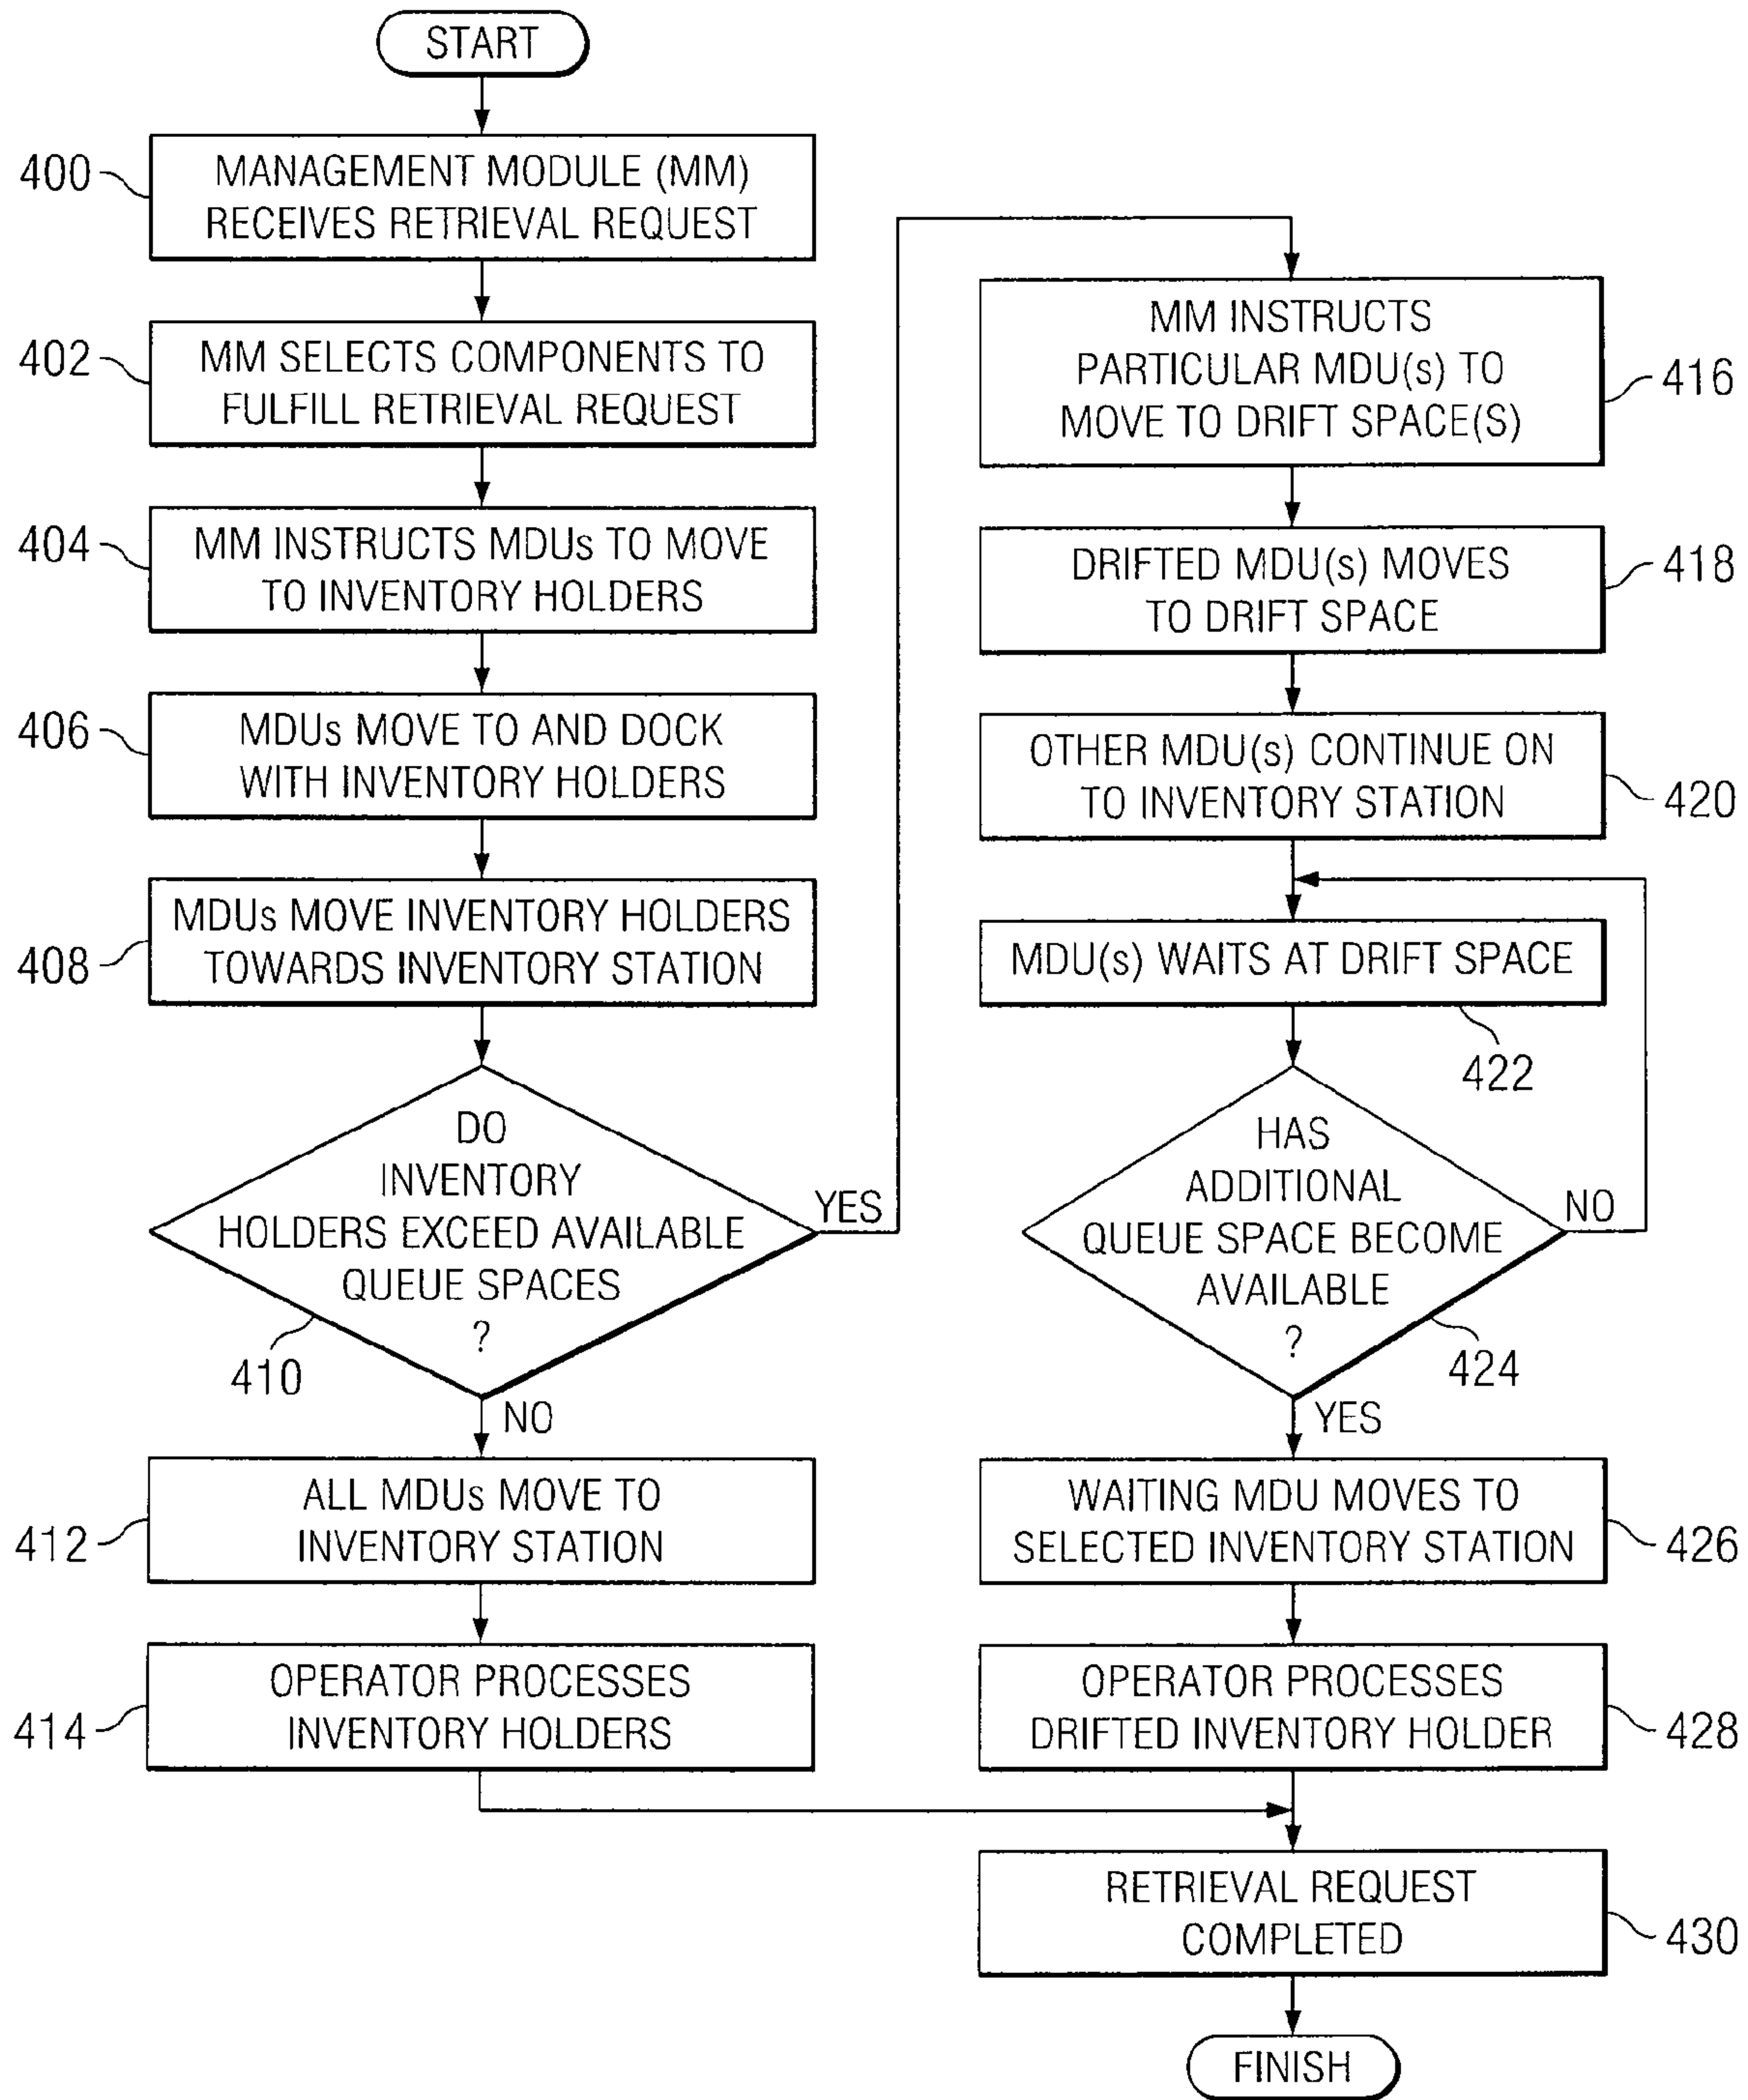 START
400
MANAGEMENT MODULE (MM)
RECEIVES RETRIEVAL REQUEST
402
MM SELECTS COMPONENTS TO
FULFILL RETRIEVAL REQUEST
404
MM INSTRUCTS MDUs TO MOVE
TO INVENTORY HOLDERS
406
MDUs MOVE TO AND DOCK
WITH INVENTORY HOLDERS
408
MDUs MOVE INVENTORY HOLDERS
TOWARDS INVENTORY STATION
DO
INVENTORY
HOLDERS EXCEED AVAILABLE
QUEUE SPACES
?
410
YES
NO
412
ALL MDUs MOVE TO
INVENTORY STATION
414
OPERATOR PROCESSES
INVENTORY HOLDERS
MM INSTRUCTS
PARTICULAR MDU(s) TO
MOVE TO DRIFT SPACE(S)
416
DRIFTED MDU(s) MOVES
TO DRIFT SPACE
418
OTHER MDU(s) CONTINUE ON
TO INVENTORY STATION
420
MDU(s) WAITS AT DRIFT SPACE
422
HAS
ADDITIONAL
QUEUE SPACE BECOME
AVAILABLE
?
424
NO
YES
WAITING MDU MOVES TO
SELECTED INVENTORY STATION
426
OPERATOR PROCESSES
DRIFTED INVENTORY HOLDER
428
RETRIEVAL REQUEST
COMPLETED
430
FINISH